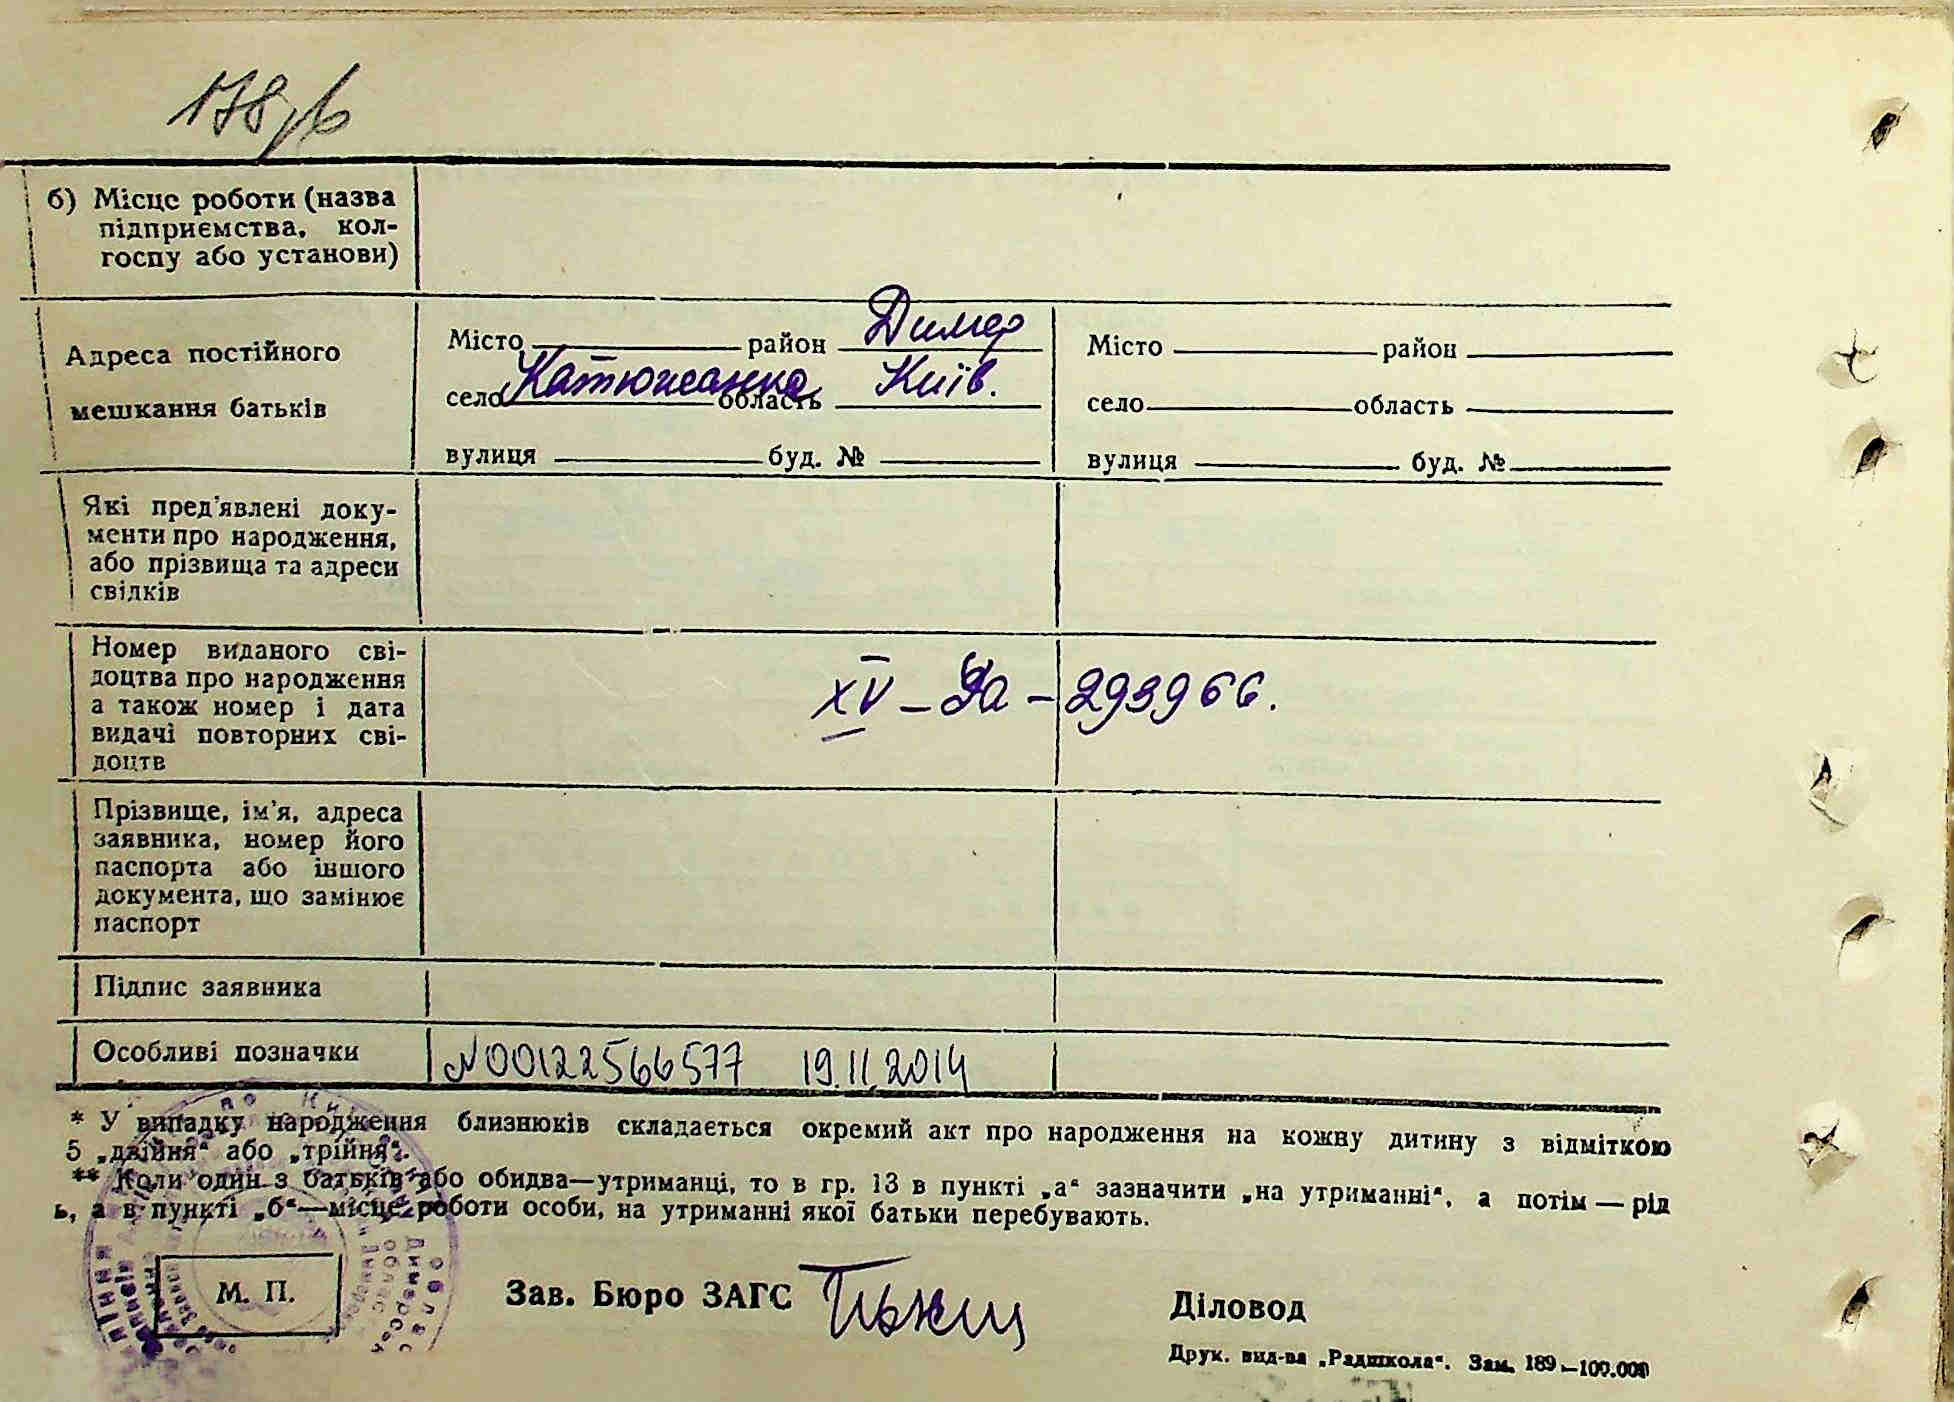 178
б) Місце роботи (назва
підприємства, кол-
госпу або установи)
Адреса постійного
мешкання батьків
Місто район Димер
село Катюжанка область Київ.
вулиця буд. №
Місто район
село область
вулиця буд. №
Які пред'явлені доку-
менти про народження,
або прізвища та адреси
свідків
Номер виданого сві-
доцтва про народження
а також номер і дата
видачі повторних сві-
доцтв
XV – – 293966.
Прізвище, ім'я, адреса
заявника, номер його
паспорта або іншого
документа, що замінює
паспорт
Підпис заявника
Особливі позначки
N00122566577 19.11.2014
* У випадку народження близнюків складається окремий акт про народження на кожну дитину з відміткою
5 „двійня“ або „трійня“.
** Коли один з батьків або обидва—утриманці, то в гр. 13 в пункті „а“ зазначити „на утриманні“, а потім — рід
ь, а в пункті „б“—місце роботи особи, на утриманні якої батьки перебувають.
М. П.
Зав. Бюро ЗАГС
Діловод
Друк. вид-ва „Радшкола“. Зам. 189—100.000